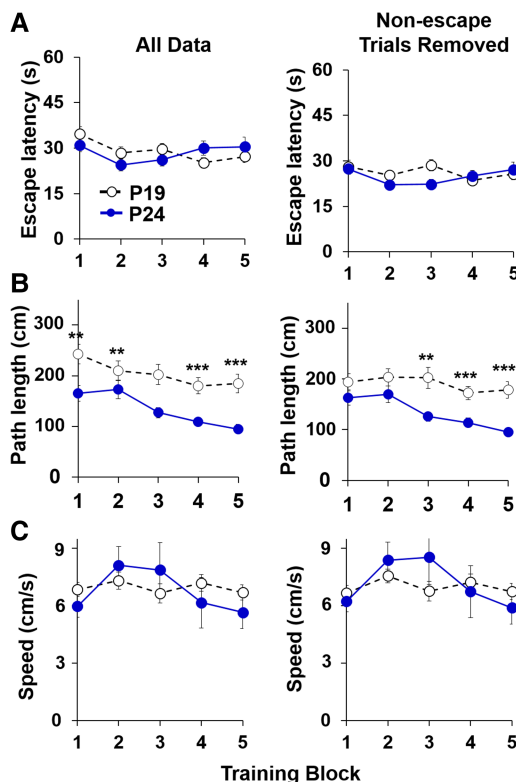 A
All Data
Non-escape
Trials Removed
Escape latency (s)
60
45
30
15
0
P19
P24
1 2 3 4 5
Escape latency (s)
60
45
30
15
0
1 2 3 4 5
B
Path length (cm)
300
200
100
0
** ** *** ***
1 2 3 4 5
Path length (cm)
300
200
100
0
** *** ***
1 2 3 4 5
C
Speed (cm/s)
9
6
3
0
1 2 3 4 5
Speed (cm/s)
9
6
3
0
1 2 3 4 5
Training Block